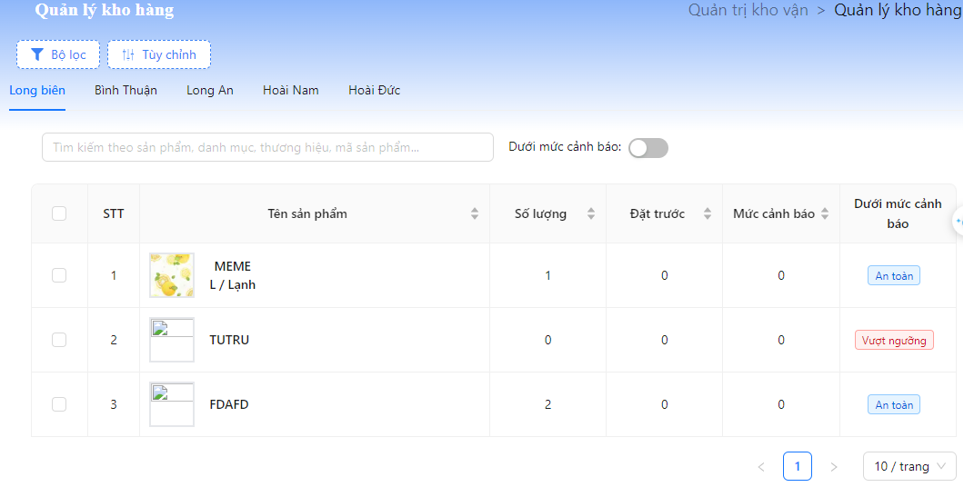 Quản lý kho hàng
Quản trị kho vận > Quản lý kho hàng
Bộ lọc
Tùy chỉnh
Long biên
Bình Thuận
Long An
Hoài Nam
Hoài Đức
Tìm kiếm theo sản phẩm, danh mục, thương hiệu, mã sản phẩm...
Dưới mức cảnh báo:
STT
Tên sản phẩm
Số lượng
Đặt trước
Mức cảnh báo
Dưới mức cảnh
báo
1
MEME
L / Lạnh
1
0
0
An toàn
2
TUTRU
0
0
0
Vượt ngưỡng
3
FDAFD
2
0
0
An toàn
< 1 >
10 / trang